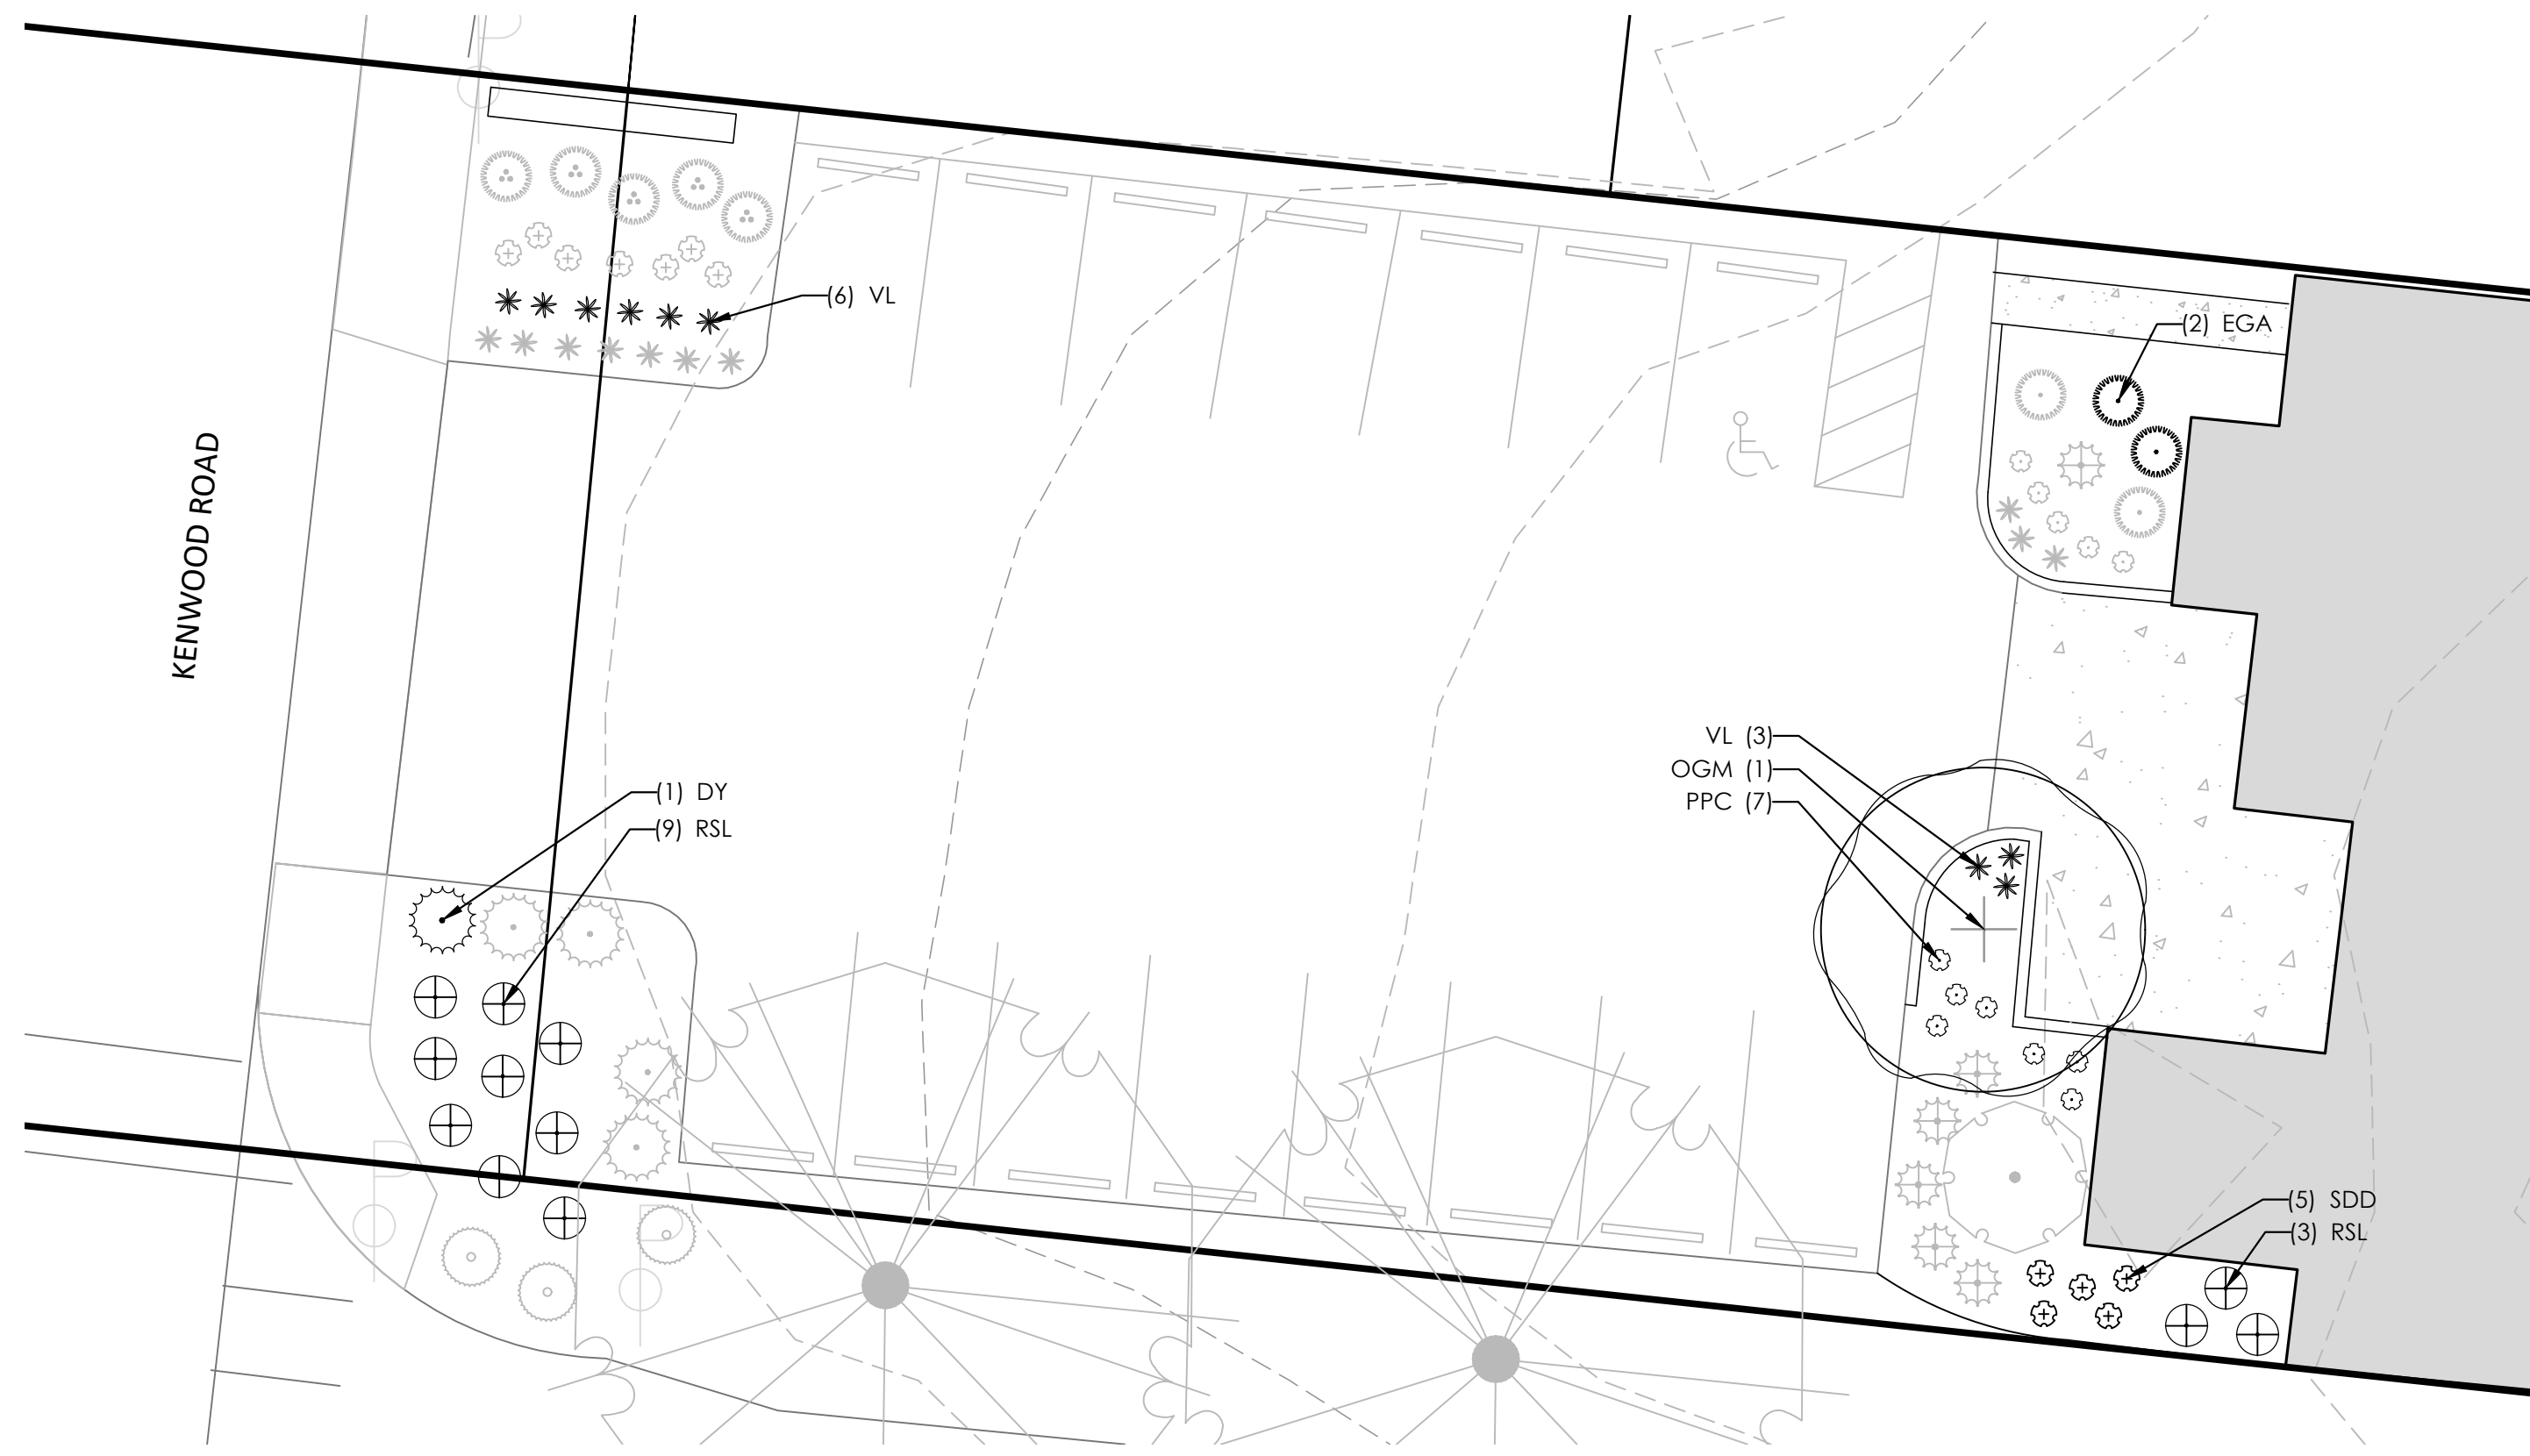 (6) VL
(2) EGA
KENWOOD ROAD
VL (3)
OGM (1)
PPC (7)
(1) DY
(9) RSL
(5) SDD
(3) RSL